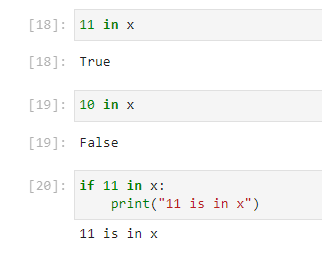 [18]: 11 in x
[18]: True
[19]: 10 in x
[19]: False
[20]: if 11 in x:
print("11 is in x")
11 is in x